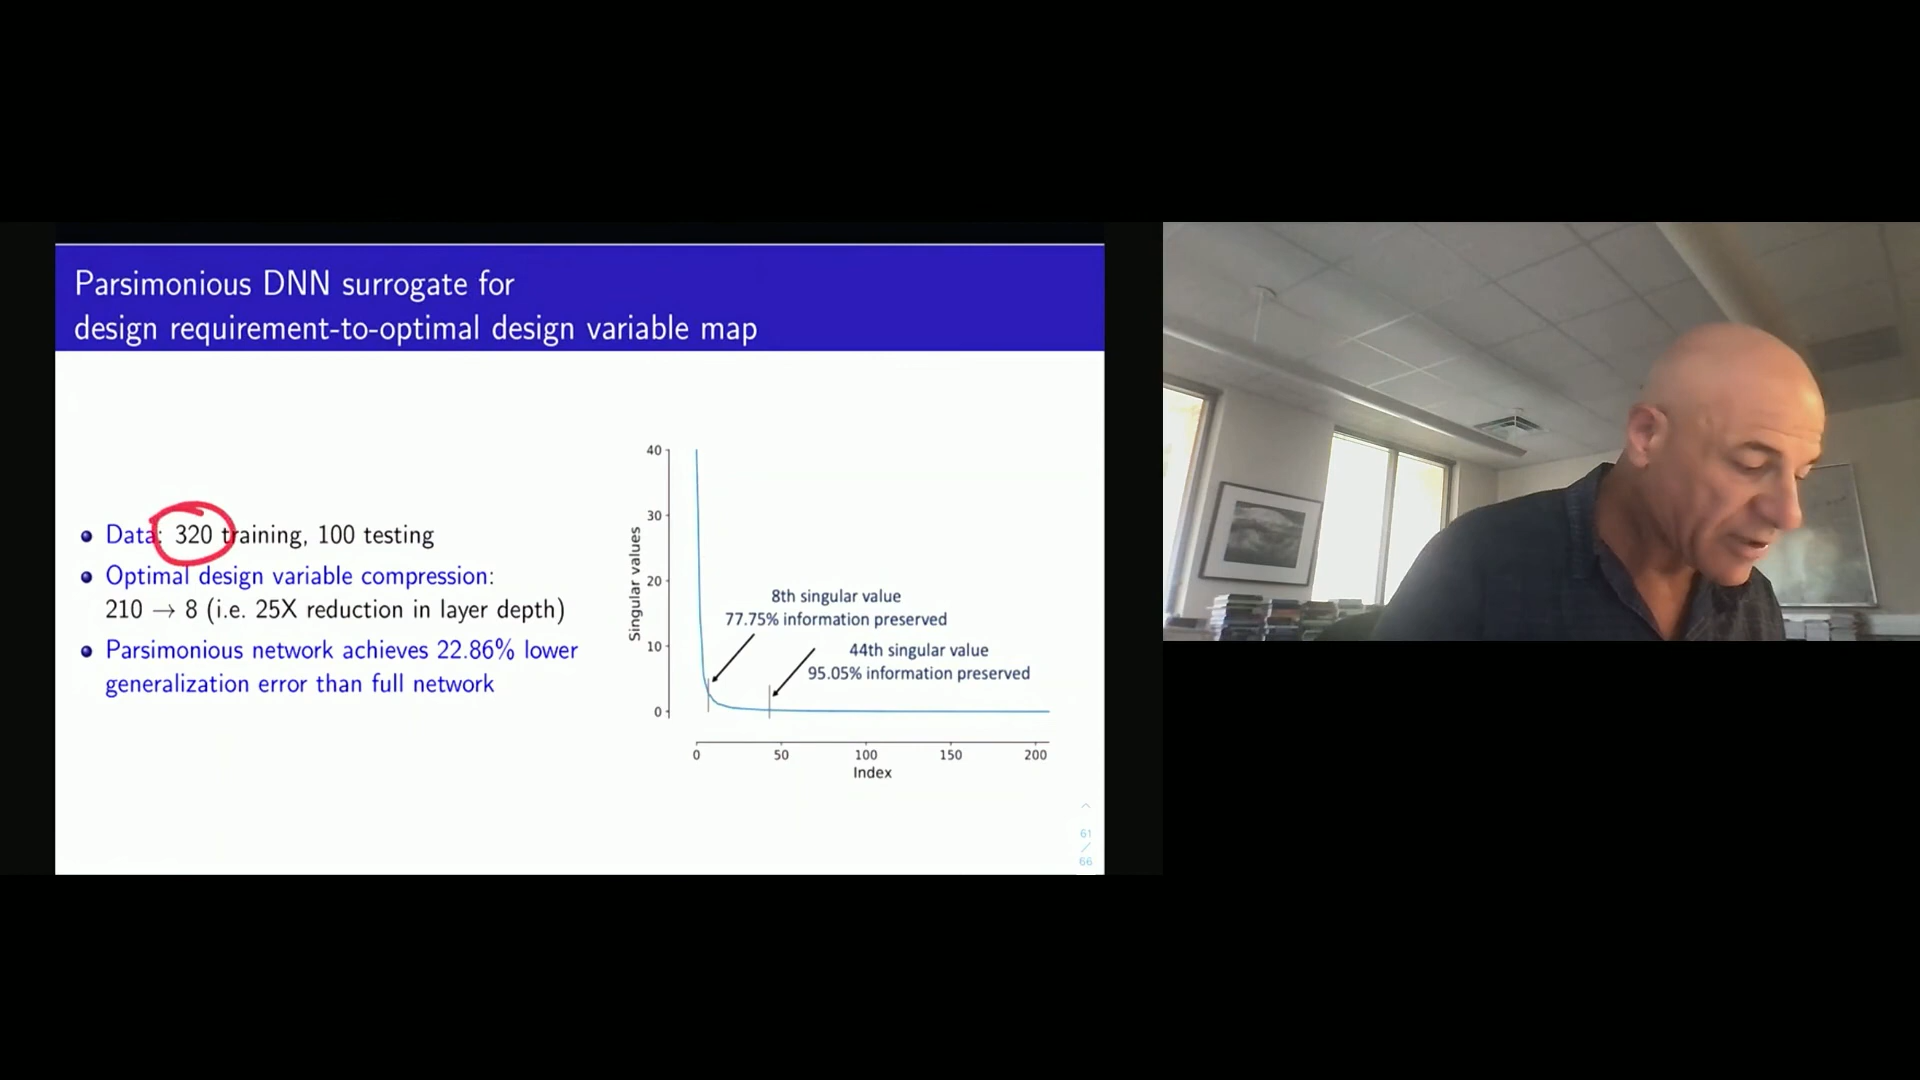 Parsimonious DNN surrogate for
design requirement-to-optimal design variable map
Data: 320 training, 100 testing
Optimal design variable compression:
210 → 8 (i.e. 25X reduction in layer depth)
Parsimonious network achieves 22.86% lower
generalization error than full network
Singular values
40
30
20
10
0
8th singular value
77.75% information preserved
44th singular value
95.05% information preserved
0 50 100 150 200
Index
61
/
66